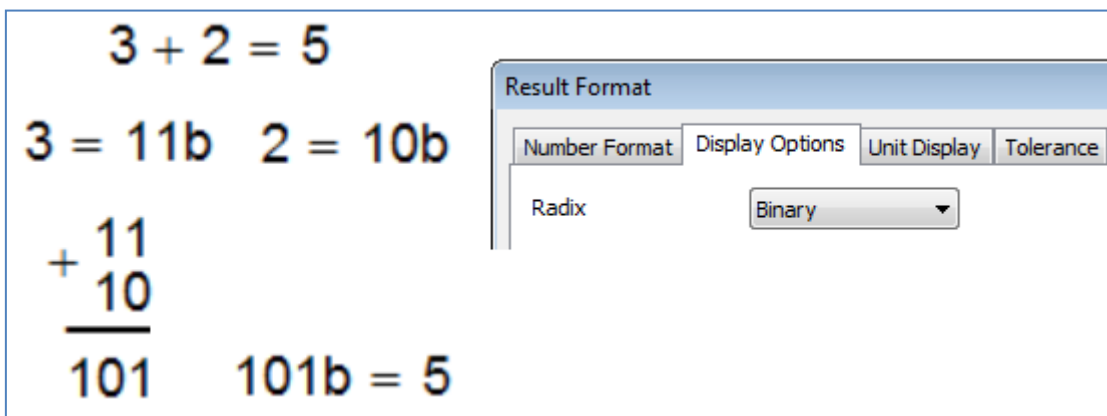 3 + 2 = 5
3 = 11b 2 = 10b
+ 11
10
101 101b = 5
Result Format
Number Format Display Options Unit Display Tolerance
Radix Binary